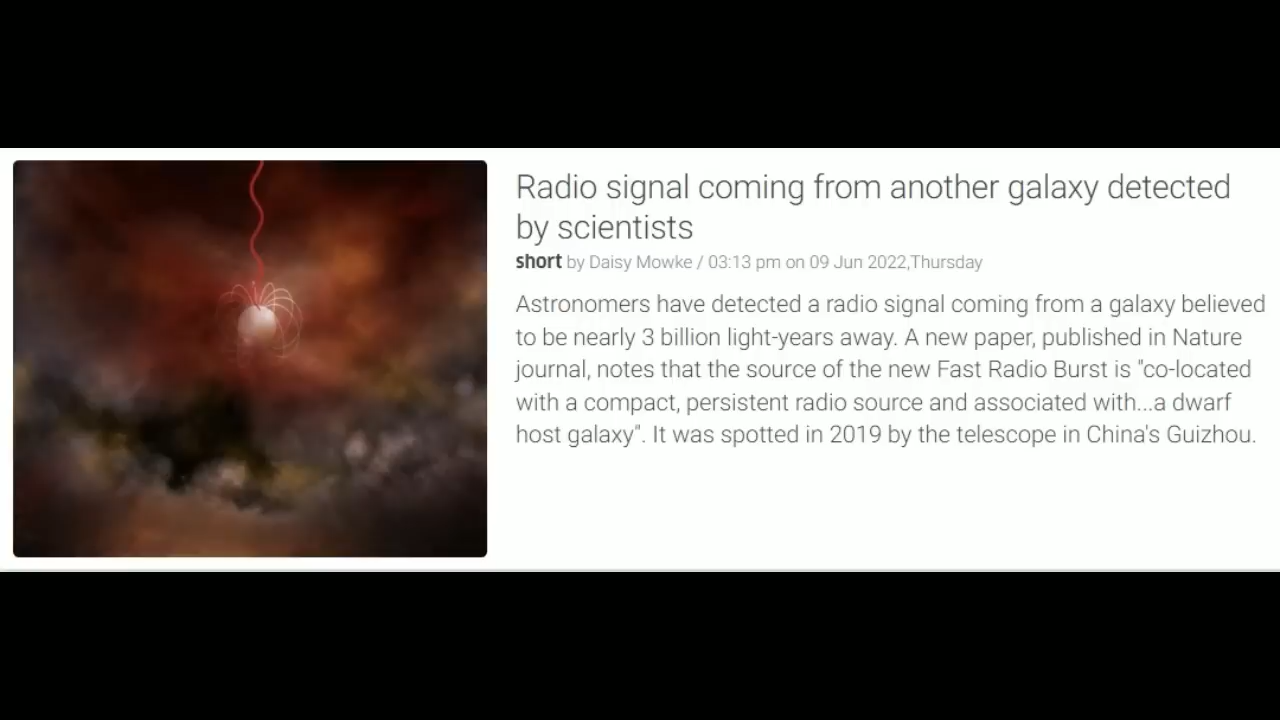 Radio signal coming from another galaxy detected
by scientists
short by Daisy Mowke / 03:13 pm on 09 Jun 2022,Thursday
Astronomers have detected a radio signal coming from a galaxy believed
to be nearly 3 billion light-years away. A new paper, published in Nature
journal, notes that the source of the new Fast Radio Burst is "co-located
with a compact, persistent radio source and associated with...a dwarf
host galaxy". It was spotted in 2019 by the telescope in China's Guizhou.